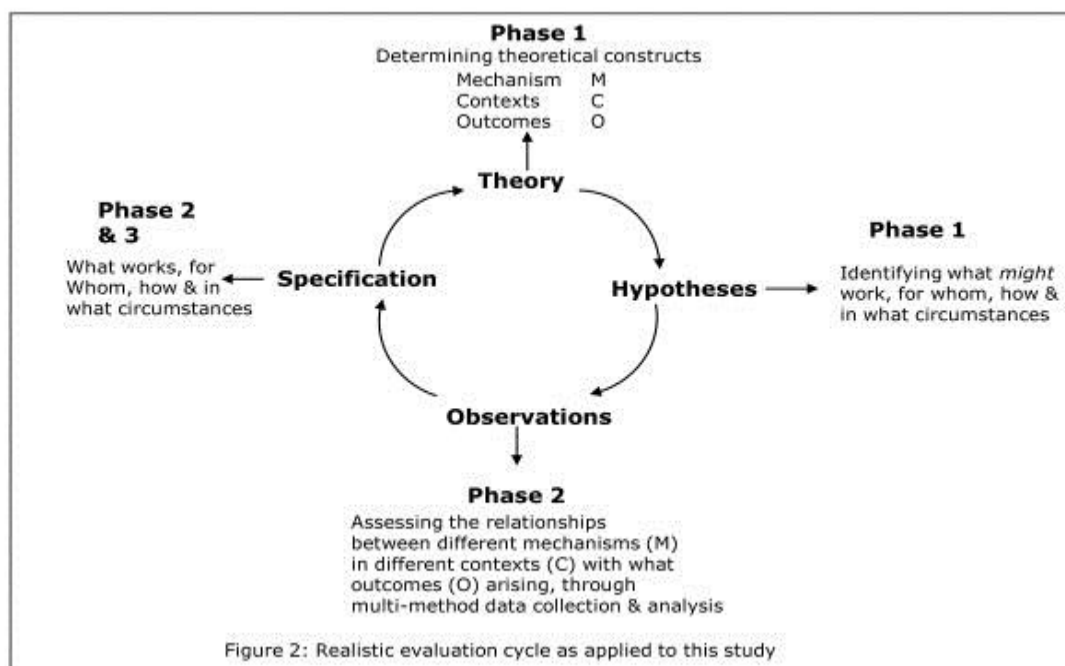 Phase 1
Determining theoretical constructs
Mechanism M
Contexts C
Outcomes O
Theory
Phase 2
& 3
What works, for
Whom, how & in
what circumstances
Specification
Hypotheses
Phase 1
Identifying what might
work, for whom, how &
in what circumstances
Observations
Phase 2
Assessing the relationships
between different mechanisms (M)
in different contexts (C) with what
outcomes (O) arising, through
multi-method data collection & analysis
Figure 2: Realistic evaluation cycle as applied to this study